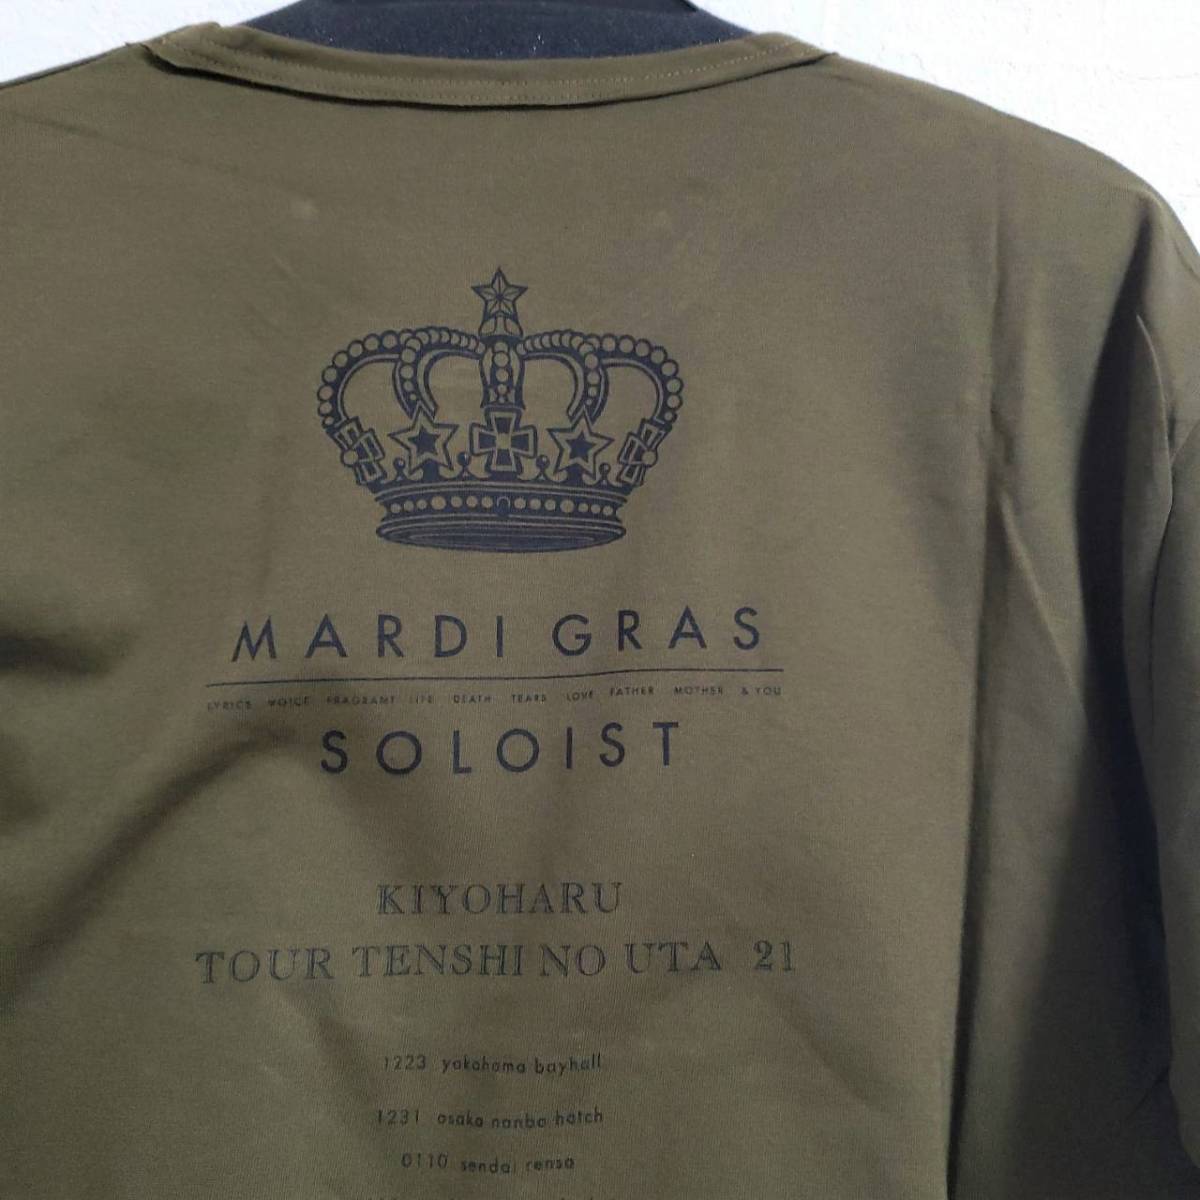 MARDI GRAS
LYRICS VOICE FRAGRANT LIFE DEATH TEARS LOVE FATHER MOTHER & YOU
SOLOIST
KIYOHARU
TOUR TENSHI NO UTA 21
1223 yokohama bayhall
1231 osaka nanba hatch
0110 sendai rensa